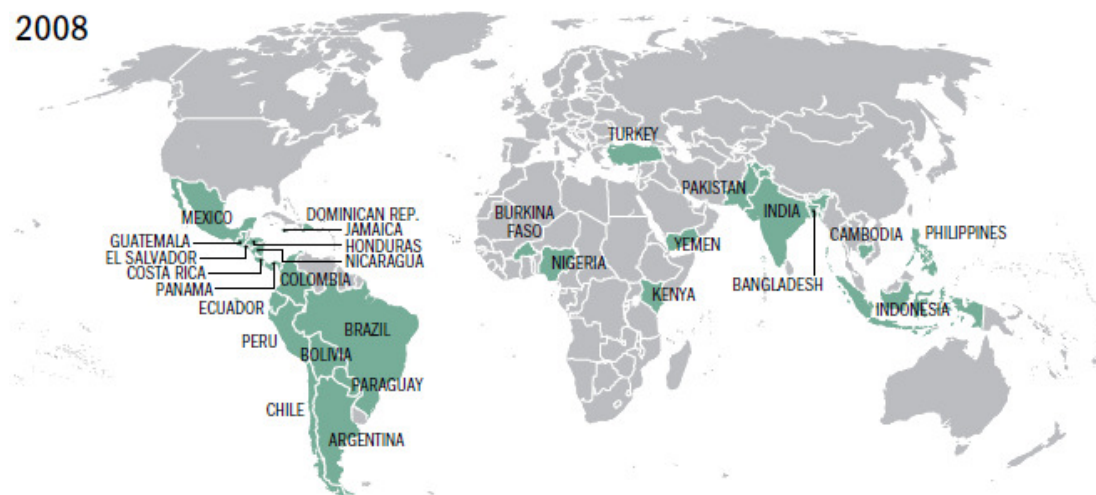 2008
TURKEY
PAKISTAN
MEXICO
DOMINICAN REP.
JAMAICA
BURKINA
FASO
INDIA
CAMBODIA
PHILIPPINES
GUATEMALA
HONDURAS
EL SALVADOR
NICARAGUA
YEMEN
COSTA RICA
NIGERIA
PANAMA
COLOMBIA
BANGLADESH
KENYA
ECUADOR
INDONESIA
BRAZIL
PERU
BOLIVIA
PARAGUAY
CHILE
ARGENTINA